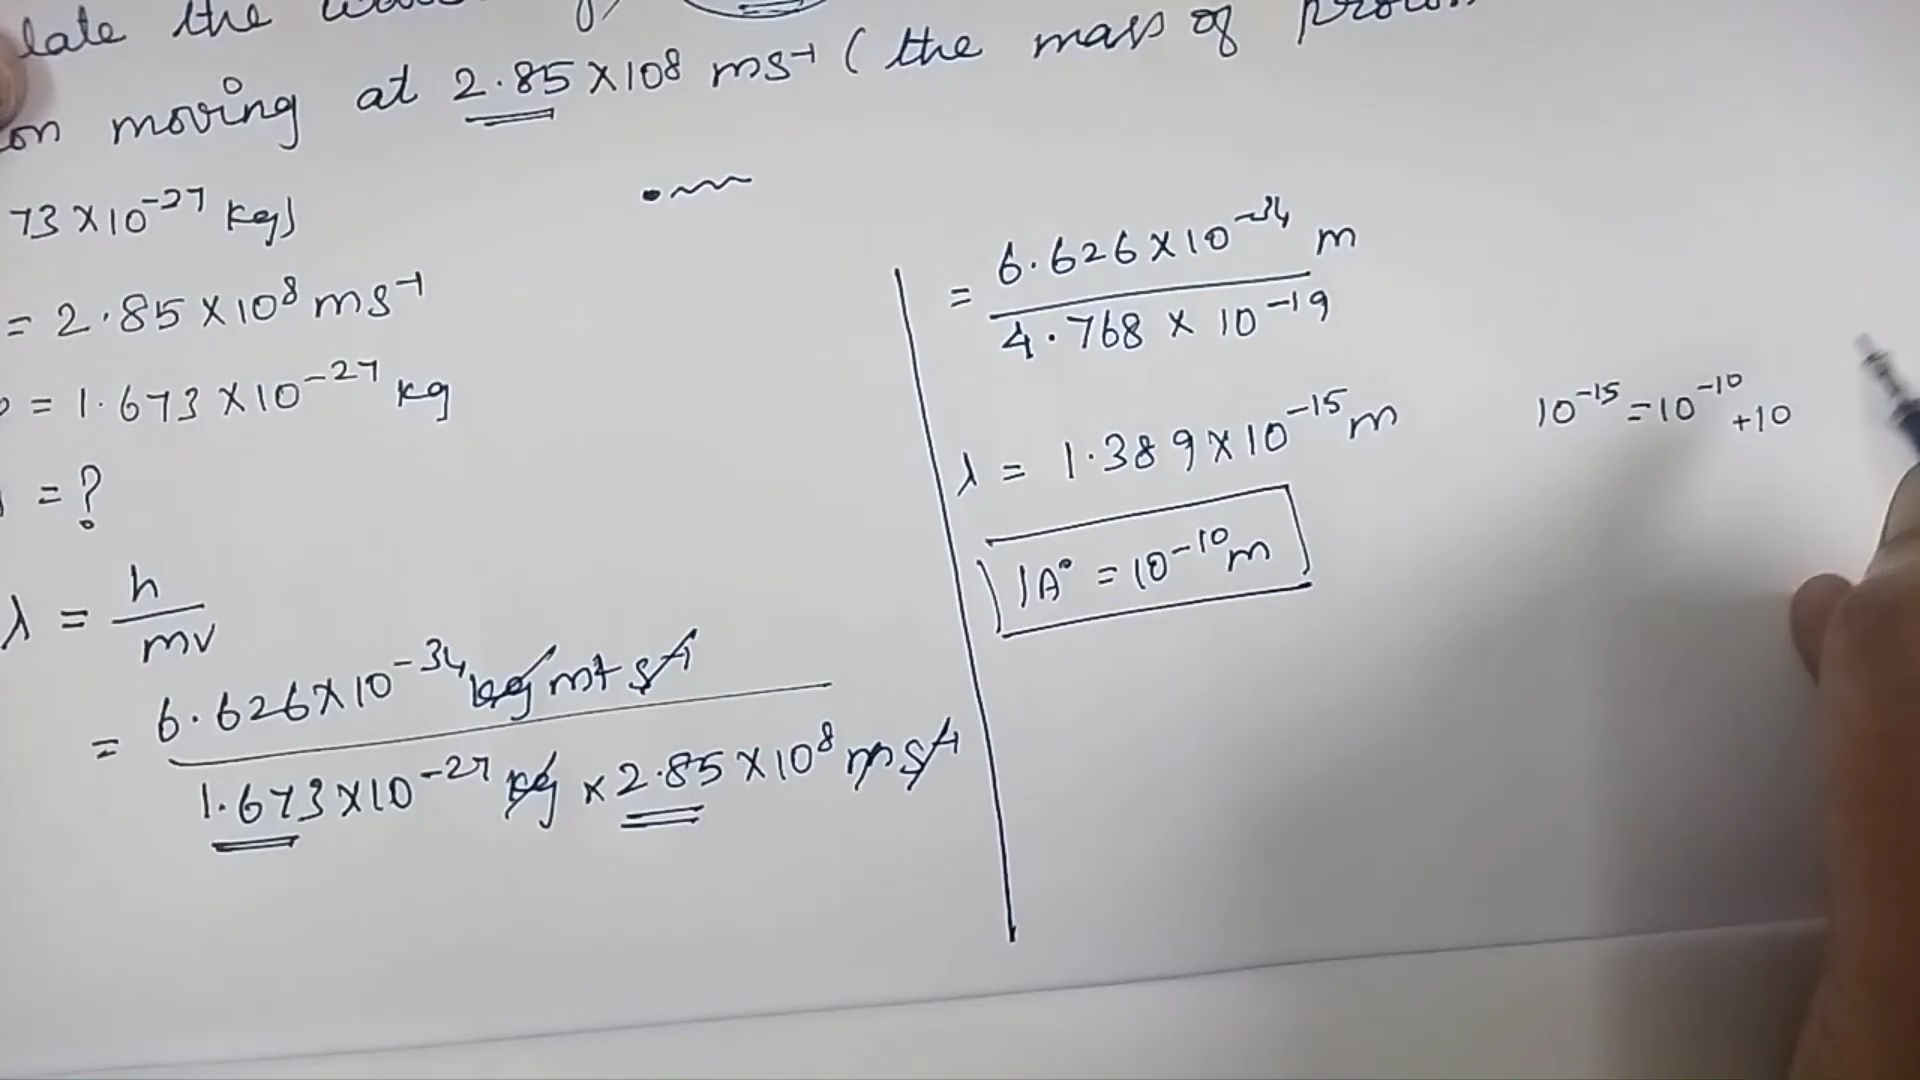 late the
on moving at 2.85 × 10⁸ ms⁻¹ ( the mass of proton
73 × 10⁻²⁷ kg)
= 2.85 × 10⁸ ms⁻¹
= 1.673 × 10⁻²⁷ kg
= ?
λ = h / mv
= 6.626 × 10⁻³⁴ kg m+ s⁻¹ / 1.673 × 10⁻²⁷ kg × 2.85 × 10⁸ m s⁻¹
= 6.626 × 10⁻³⁴ m / 4.768 × 10⁻¹⁹
λ = 1.389 × 10⁻¹⁵ m
1A° = 10⁻¹⁰ m
10⁻¹⁵ = 10⁻¹⁰ +10